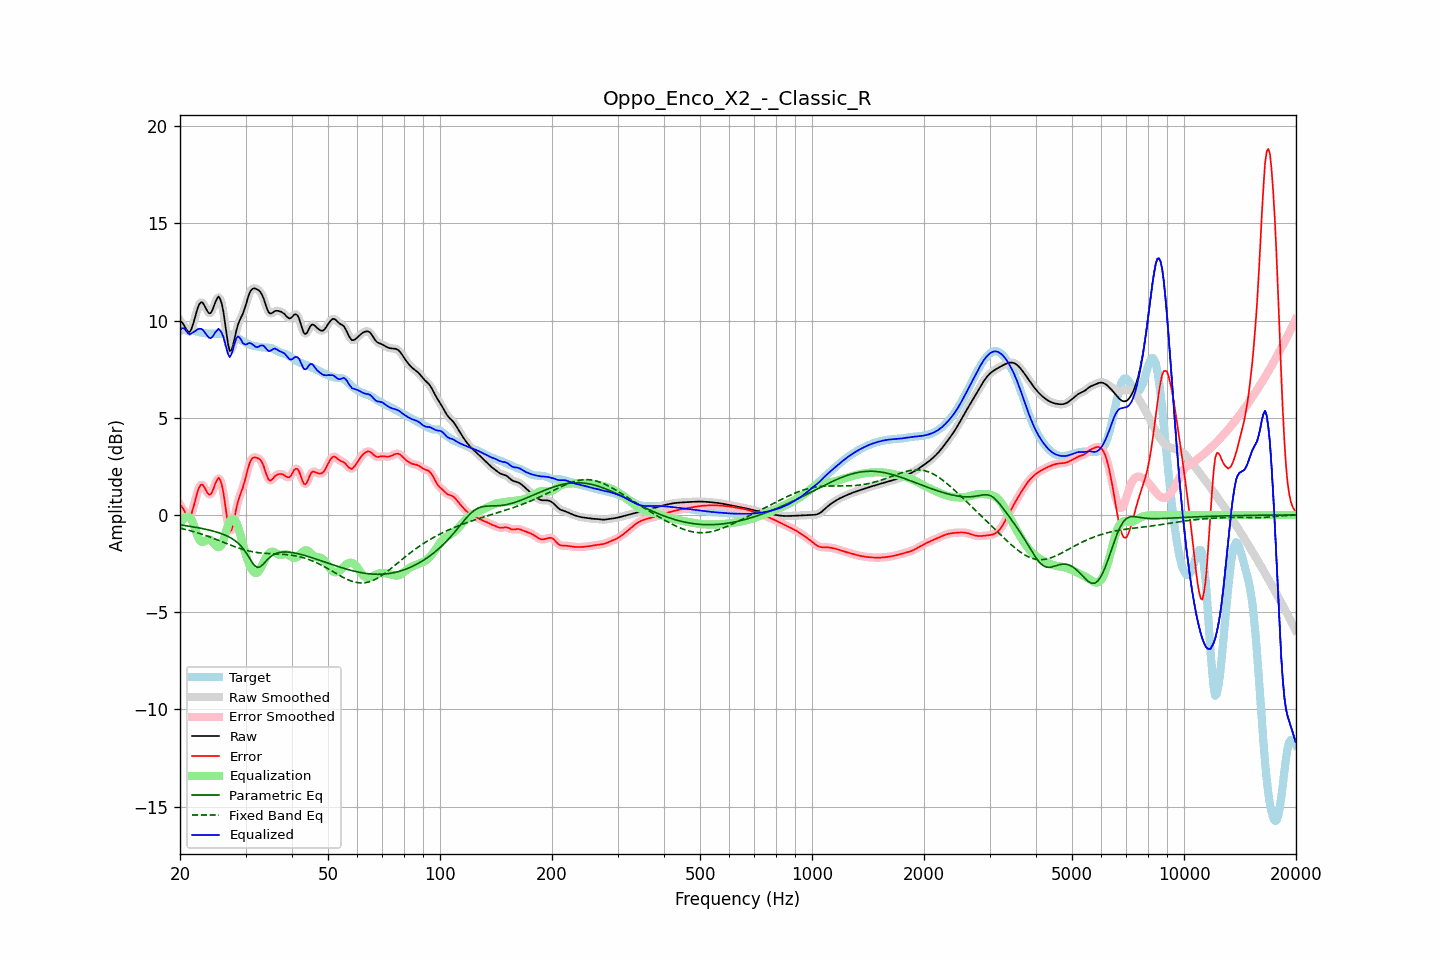 Oppo_Enco_X2_-_Classic_R
20
15
10
5
0
−5
−10
−15
Amplitude (dBr)
Target
Raw Smoothed
Error Smoothed
Raw
Error
Equalization
Parametric Eq
Fixed Band Eq
Equalized
20 50 100 200 500 1000 2000 5000 10000 20000
Frequency (Hz)